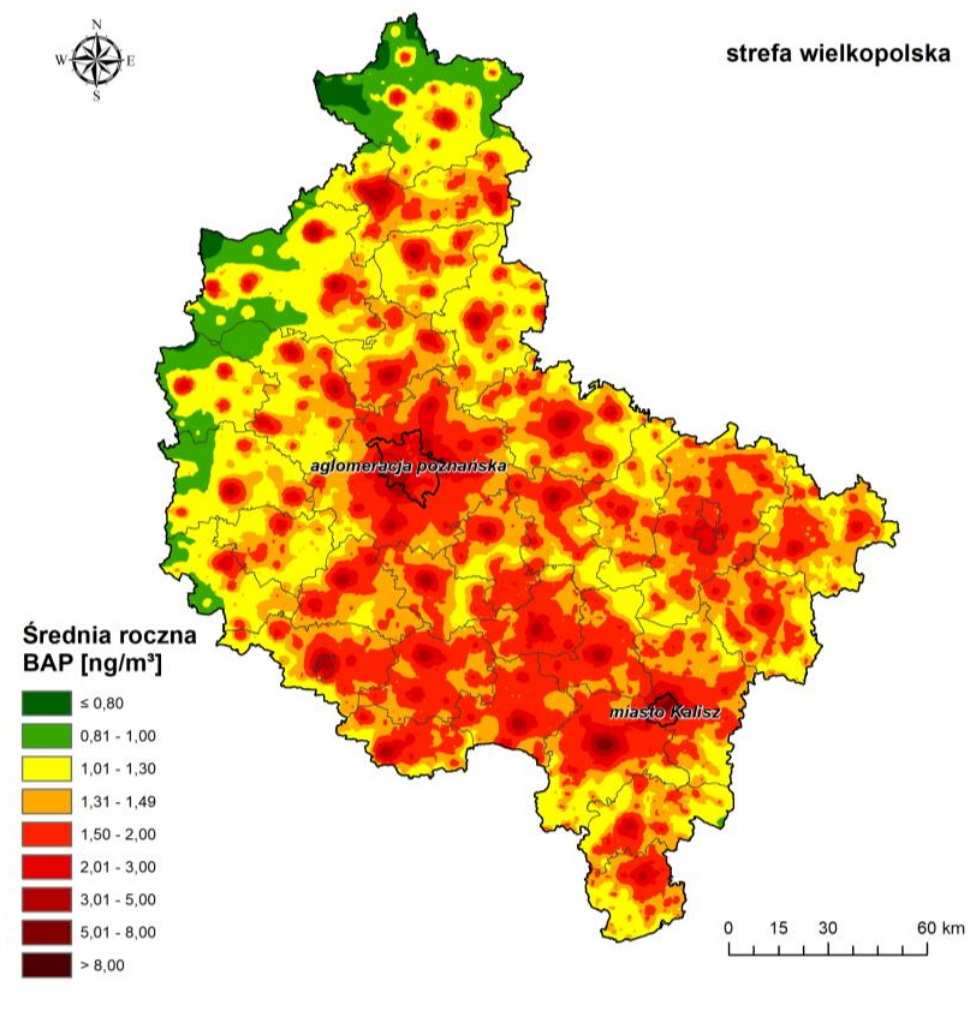 N
W E
S
strefa wielkopolska
aglomeracja poznańska
miasto Kalisz
Średnia roczna
BAP [ng/m³]
≤ 0,80
0,81 - 1,00
1,01 - 1,30
1,31 - 1,49
1,50 - 2,00
2,01 - 3,00
3,01 - 5,00
5,01 - 8,00
> 8,00
0 15 30 60 km